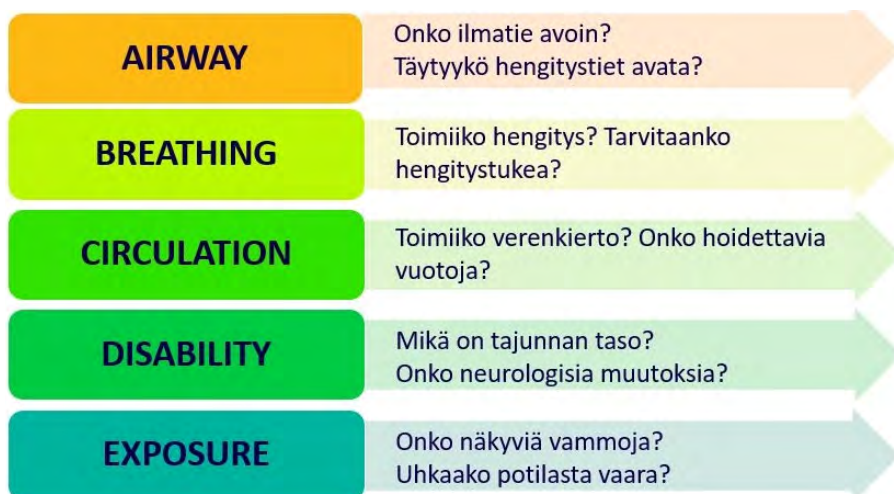 AIRWAY
Onko ilmatie avoin?
Täytyykö hengitystiet avata?
BREATHING
Toimiiko hengitys? Tarvitaanko
hengitystukea?
CIRCULATION
Toimiiko verenkierto? Onko hoidettavia
vuotoja?
DISABILITY
Mikä on tajunnan taso?
Onko neurologisia muutoksia?
EXPOSURE
Onko näkyviä vammoja?
Uhkaako potilasta vaara?